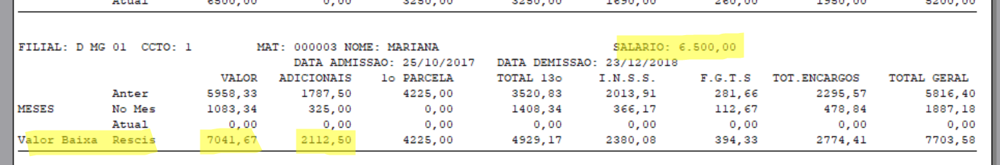 Atual 6500,00 0,00 3250,00 3250,00 1690,00 260,00 1950,00 5200,00
FILIAL: D MG 01 CCTO: 1 MAT: 000003 NOME: MARIANA SALARIO: 6.500,00
DATA ADMISSAO: 25/10/2017 DATA DEMISSAO: 23/12/2018
VALOR ADICIONAIS 1o PARCELA TOTAL 13o I.N.S.S. F.G.T.S TOT.ENCARGOS TOTAL GERAL
Anter 5958,33 1787,50 4225,00 3520,83 2013,91 281,66 2295,57 5816,40
MESES No Mes 1083,34 325,00 0,00 1408,34 366,17 112,67 478,84 1887,18
Atual 0,00 0,00 0,00 0,00 0,00 0,00 0,00 0,00
Valor Baixa Rescis 7041,67 2112,50 4225,00 4929,17 2380,08 394,33 2774,41 7703,58